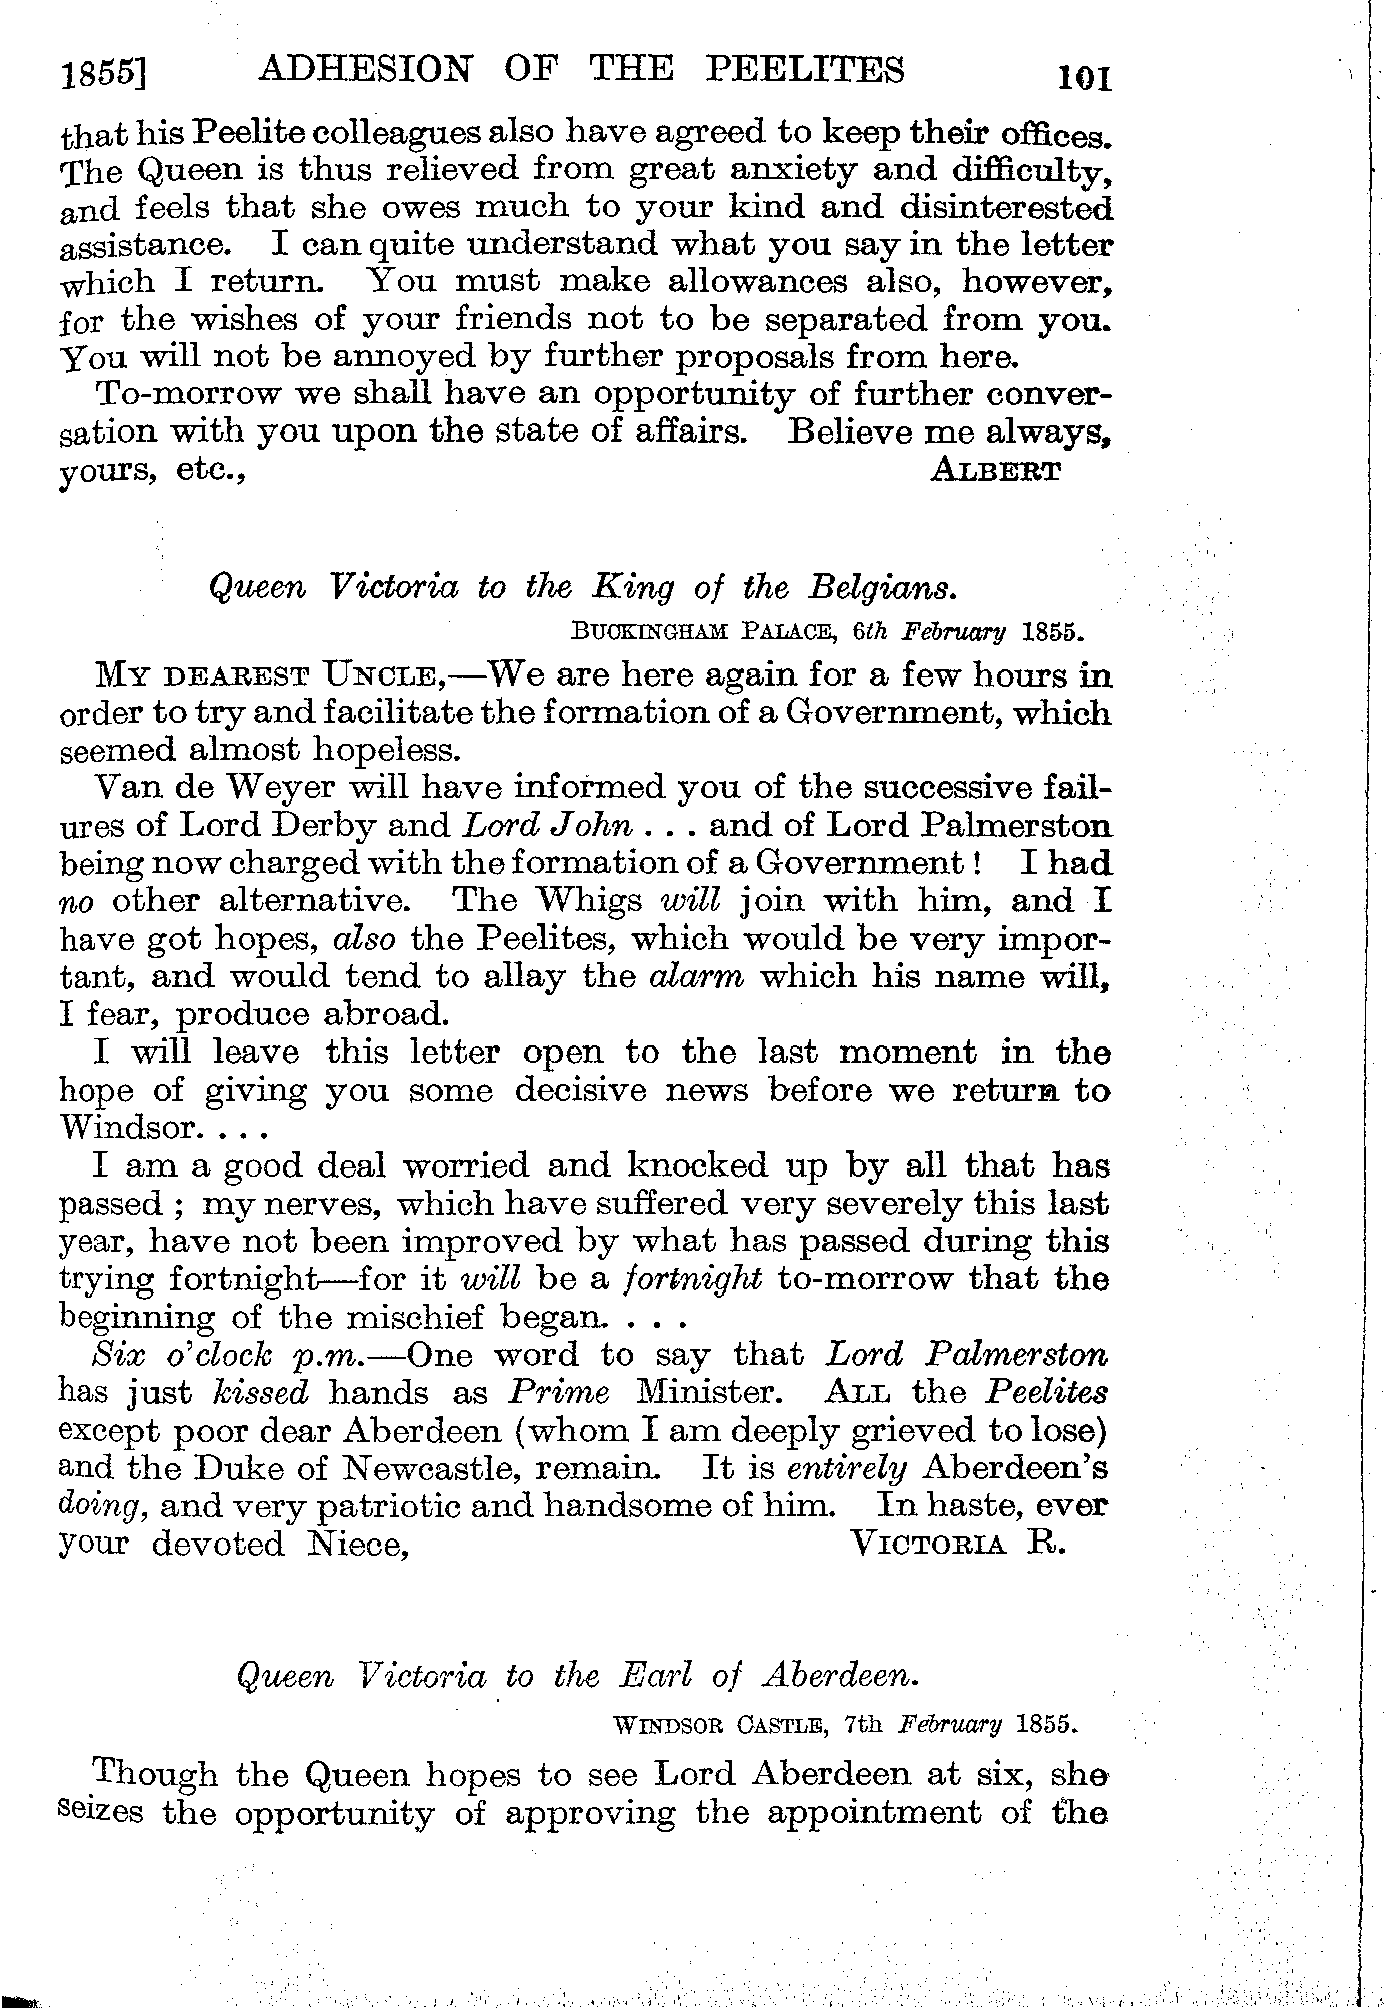 1855] ADHESION OF THE PEELITES 101
that his Peelite colleagues also have agreed to keep their offices.
The Queen is thus relieved from great anxiety and difficulty,
and feels that she owes much to your kind and disinterested
assistance. I can quite understand what you say in the letter
which I return. You must make allowances also, however,
for the wishes of your friends not to be separated from you.
You will not be annoyed by further proposals from here.
To-morrow we shall have an opportunity of further conver-
sation with you upon the state of affairs. Believe me always,
yours, etc., ALBERT
Queen Victoria to the King of the Belgians.
BUCKINGHAM PALACE, 6th February 1855.
MY DEAREST UNCLE,—We are here again for a few hours in
order to try and facilitate the formation of a Government, which
seemed almost hopeless.
Van de Weyer will have informed you of the successive fail-
ures of Lord Derby and Lord John . . . and of Lord Palmerston
being now charged with the formation of a Government! I had
no other alternative. The Whigs will join with him, and I
have got hopes, also the Peelites, which would be very impor-
tant, and would tend to allay the alarm which his name will,
I fear, produce abroad.
I will leave this letter open to the last moment in the
hope of giving you some decisive news before we return to
Windsor. . . .
I am a good deal worried and knocked up by all that has
passed ; my nerves, which have suffered very severely this last
year, have not been improved by what has passed during this
trying fortnight—for it will be a fortnight to-morrow that the
beginning of the mischief began. . . .
Six o'clock p.m.—One word to say that Lord Palmerston
has just kissed hands as Prime Minister. ALL the Peelites
except poor dear Aberdeen (whom I am deeply grieved to lose)
and the Duke of Newcastle, remain. It is entirely Aberdeen's
doing, and very patriotic and handsome of him. In haste, ever
your devoted Niece, VICTORIA R.
Queen Victoria to the Earl of Aberdeen.
WINDSOR CASTLE, 7th February 1855.
Though the Queen hopes to see Lord Aberdeen at six, she
seizes the opportunity of approving the appointment of the